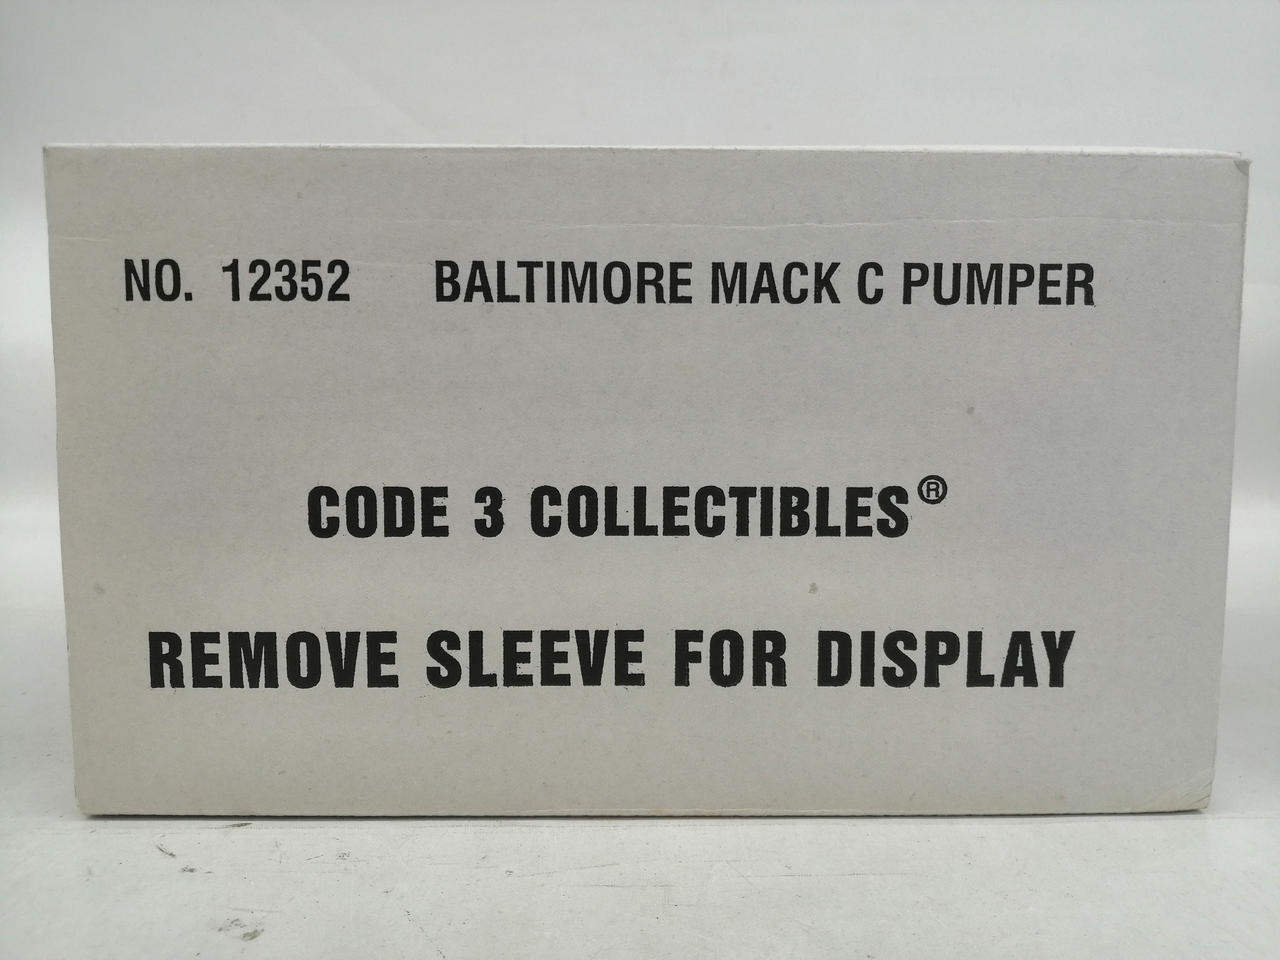 NO. 12352 BALTIMORE MACK C PUMPER
CODE 3 COLLECTIBLES®
REMOVE SLEEVE FOR DISPLAY